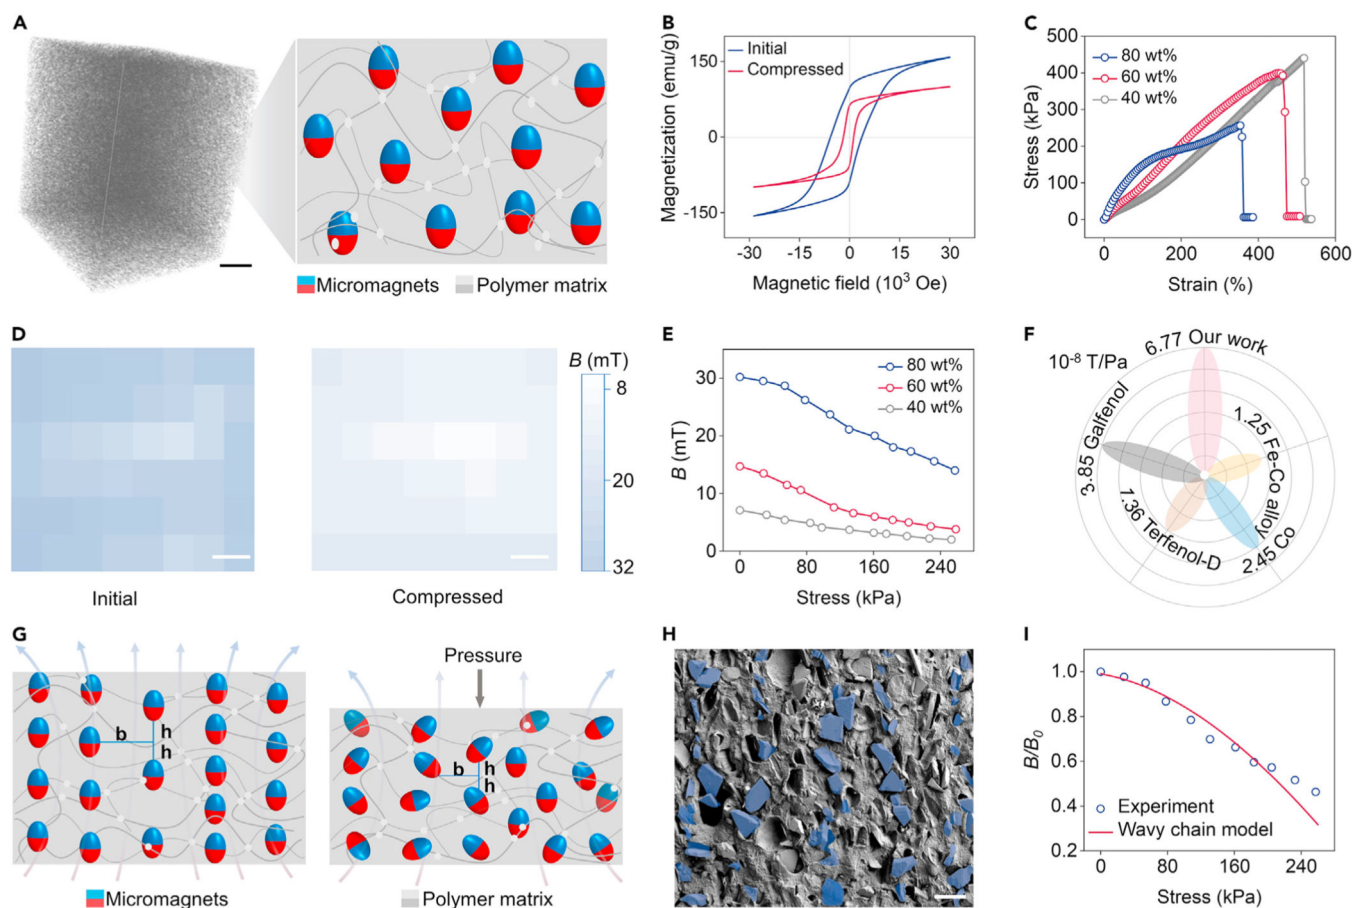 A
Micromagnets
Polymer matrix
B
Magnetization (emu/g)
150
0
-150
Initial
Compressed
-30
-15
0
15
30
Magnetic field (10³ Oe)
C
Stress (kPa)
500
400
300
200
100
0
80 wt%
60 wt%
40 wt%
0
200
400
600
Strain (%)
D
B (mT)
8
20
32
Initial
Compressed
E
B (mT)
30
20
10
0
80 wt%
60 wt%
40 wt%
0
80
160
240
Stress (kPa)
F
10⁻⁸ T/Pa
6.77 Our work
1.25 Fe-Co alloy
2.45 Co
1.36 Terfenol-D
3.85 Galfenol
G
b
h
h
Pressure
b
h
h
Micromagnets
Polymer matrix
H
I
B/B₀
1.0
0.8
0.6
0.4
0.2
Experiment
Wavy chain model
0
80
160
240
Stress (kPa)